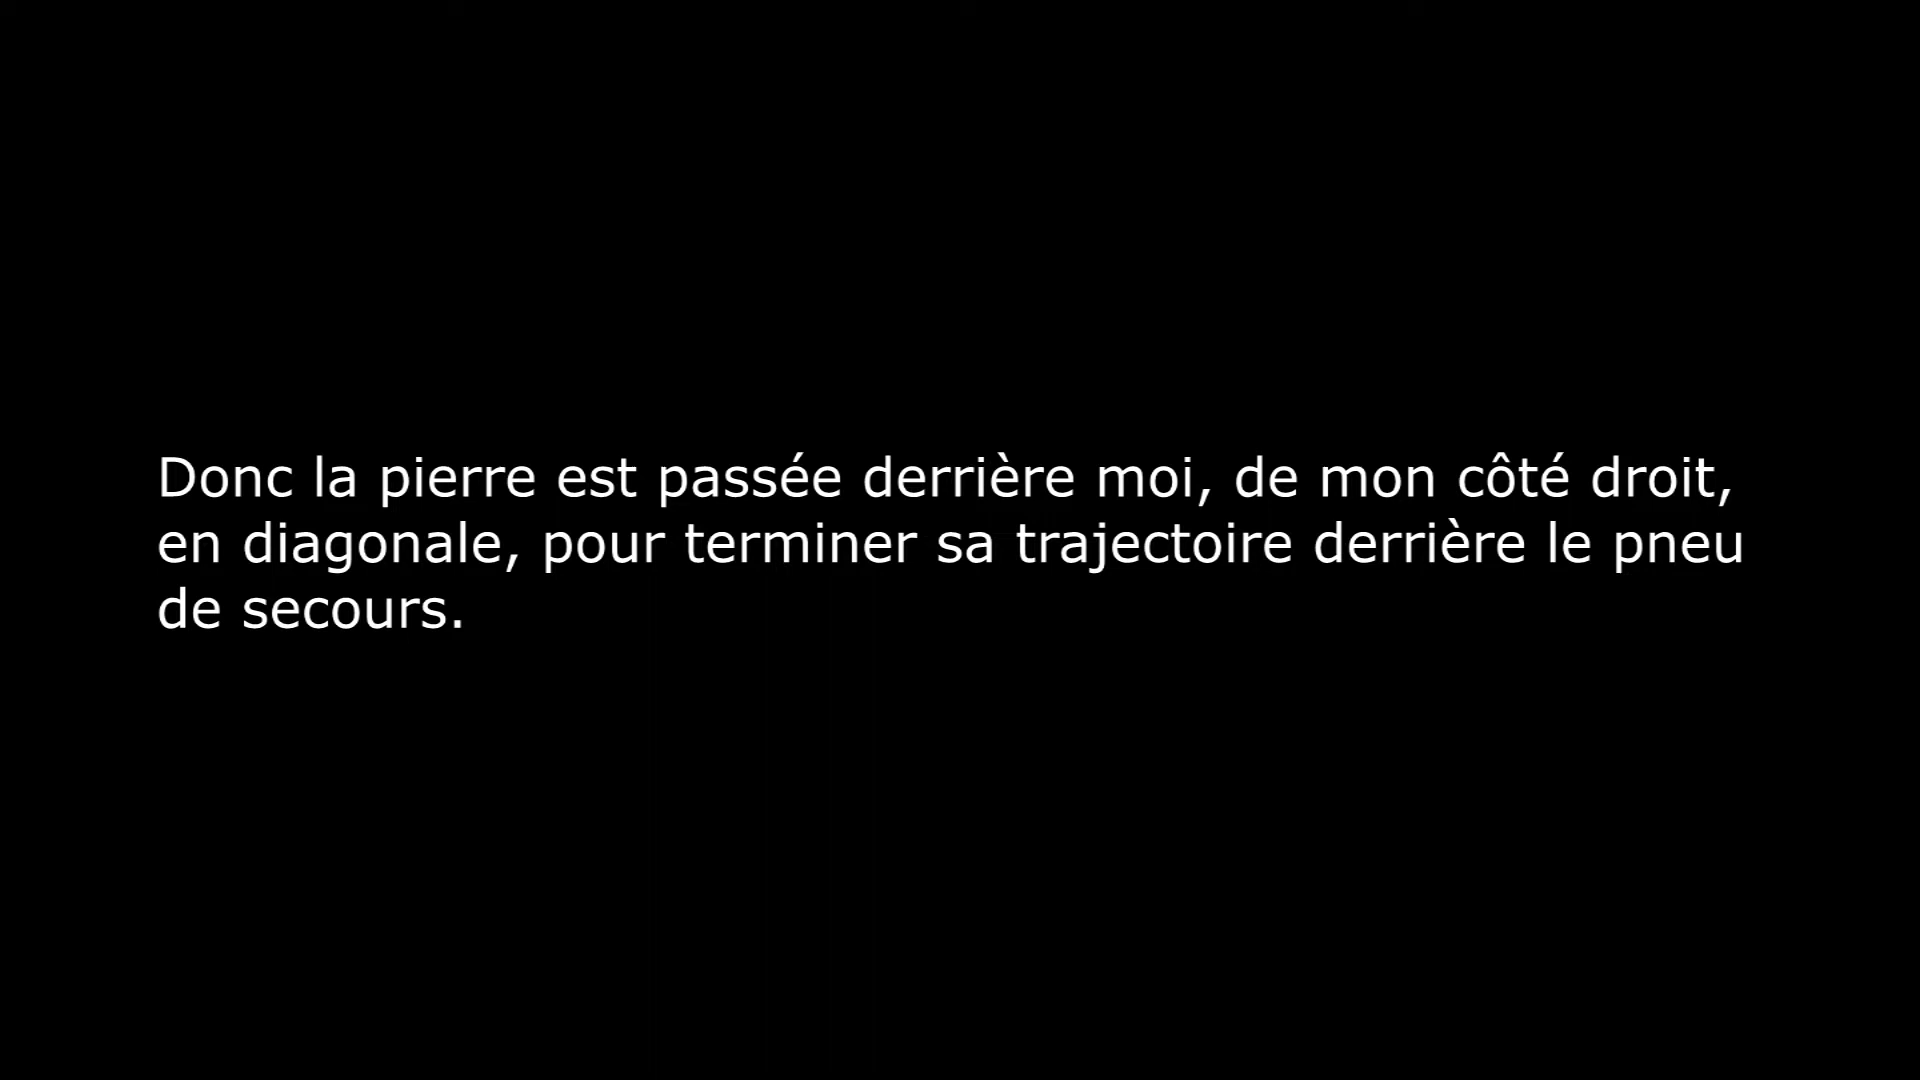 Donc la pierre est passée derrière moi, de mon côté droit,
en diagonale, pour terminer sa trajectoire derrière le pneu
de secours.